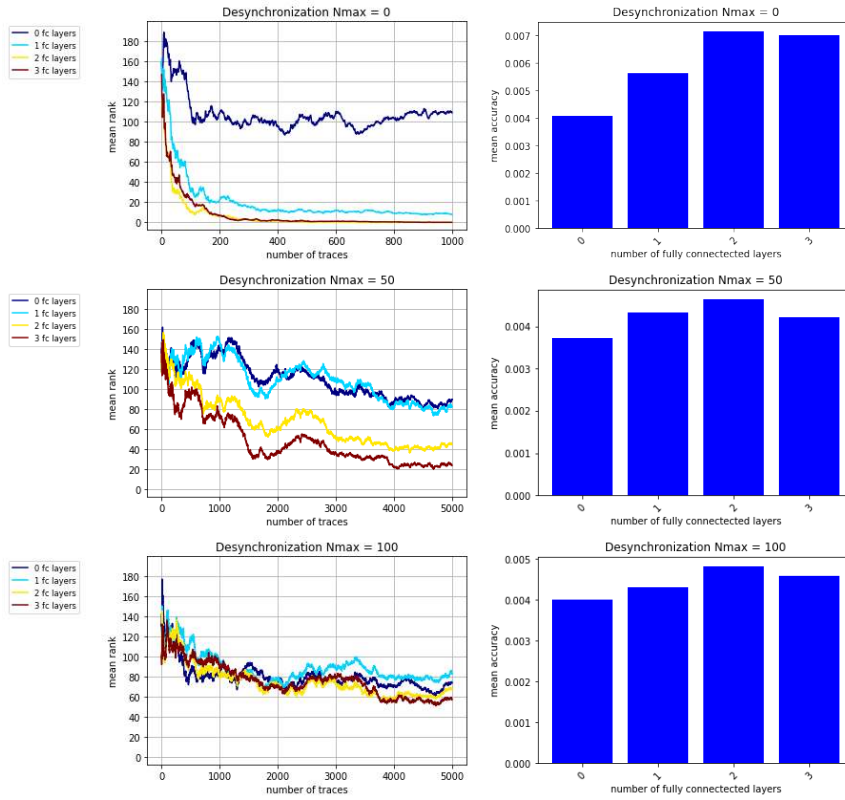 Desynchronization Nmax = 0
0 fc layers
1 fc layers
2 fc layers
3 fc layers
mean rank
180
160
140
120
100
80
60
40
20
0
0 200 400 600 800 1000
number of traces
Desynchronization Nmax = 0
mean accuracy
0.007
0.006
0.005
0.004
0.003
0.002
0.001
0.000
0 1 2 3
number of fully connectected layers
Desynchronization Nmax = 50
0 fc layers
1 fc layers
2 fc layers
3 fc layers
mean rank
180
160
140
120
100
80
60
40
20
0
0 1000 2000 3000 4000 5000
number of traces
Desynchronization Nmax = 50
mean accuracy
0.004
0.003
0.002
0.001
0.000
0 1 2 3
number of fully connectected layers
Desynchronization Nmax = 100
0 fc layers
1 fc layers
2 fc layers
3 fc layers
mean rank
180
160
140
120
100
80
60
40
20
0
0 1000 2000 3000 4000 5000
number of traces
Desynchronization Nmax = 100
mean accuracy
0.005
0.004
0.003
0.002
0.001
0.000
0 1 2 3
number of fully connectected layers